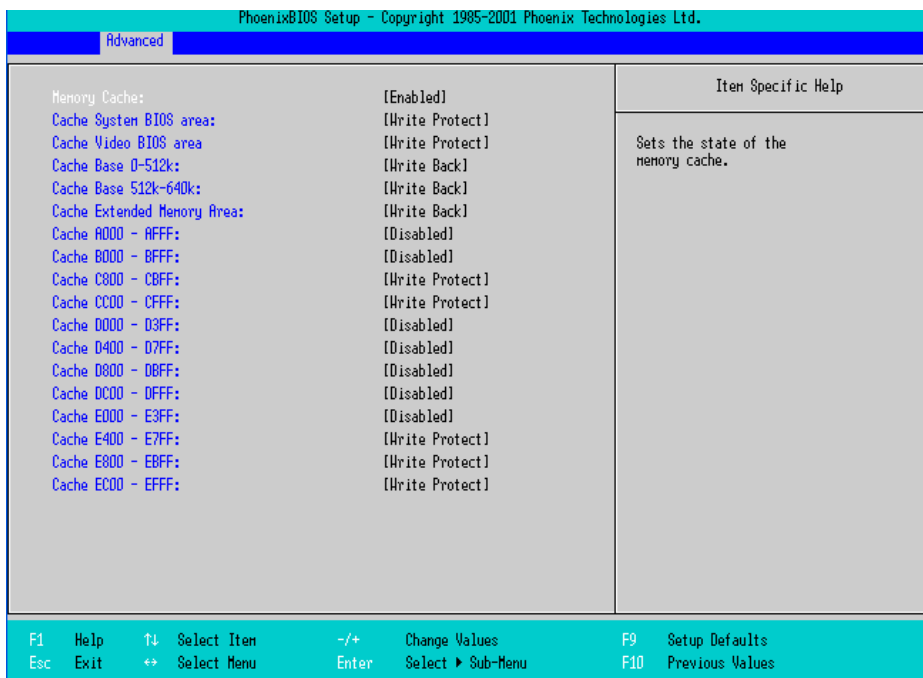 PhoenixBIOS Setup - Copyright 1985-2001 Phoenix Technologies Ltd.
Advanced
Memory Cache: [Enabled]
Cache System BIOS area: [Write Protect]
Cache Video BIOS area [Write Protect]
Cache Base 0-512k: [Write Back]
Cache Base 512k-640k: [Write Back]
Cache Extended Memory Area: [Write Back]
Cache A000 - AFFF: [Disabled]
Cache B000 - BFFF: [Disabled]
Cache C800 - CBFF: [Write Protect]
Cache CC00 - CFFF: [Write Protect]
Cache D000 - D3FF: [Disabled]
Cache D400 - D7FF: [Disabled]
Cache D800 - DBFF: [Disabled]
Cache DC00 - DFFF: [Disabled]
Cache E000 - E3FF: [Disabled]
Cache E400 - E7FF: [Write Protect]
Cache E800 - EBFF: [Write Protect]
Cache EC00 - EFFF: [Write Protect]
Item Specific Help
Sets the state of the
memory cache.
F1 Help ↑↓ Select Item -/+ Change Values F9 Setup Defaults
Esc Exit ↔ Select Menu Enter Select ▶ Sub-Menu F10 Previous Values